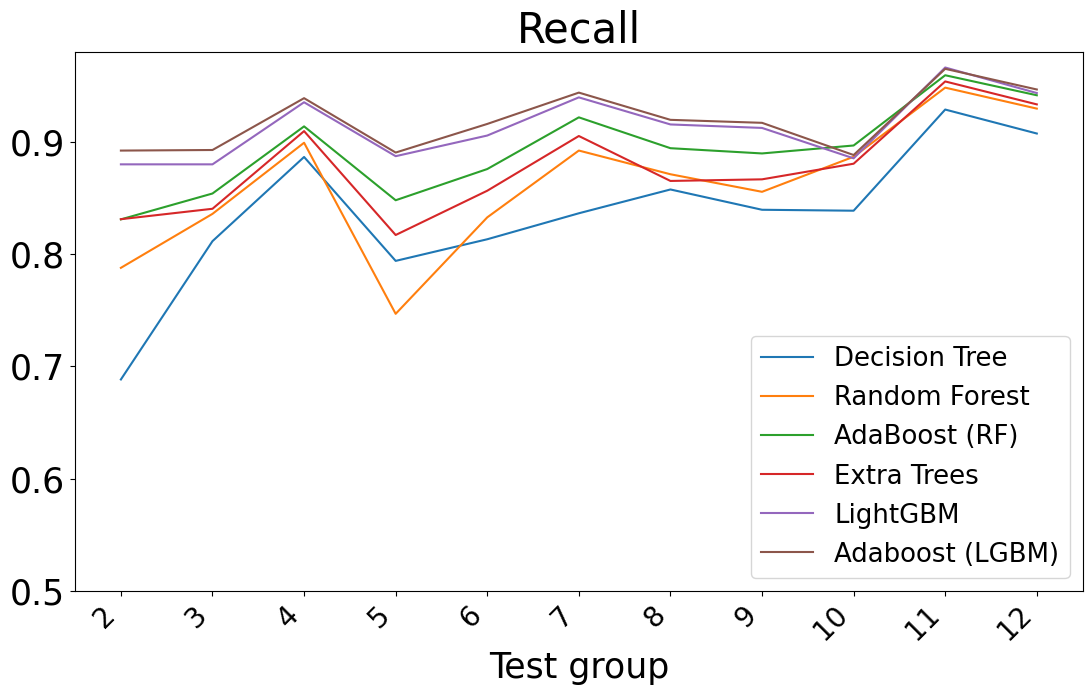 Recall
0.9
0.8
0.7
0.6
0.5
Decision Tree
Random Forest
AdaBoost (RF)
Extra Trees
LightGBM
Adaboost (LGBM)
2 3 4 5 6 7 8 9 10 11 12
Test group